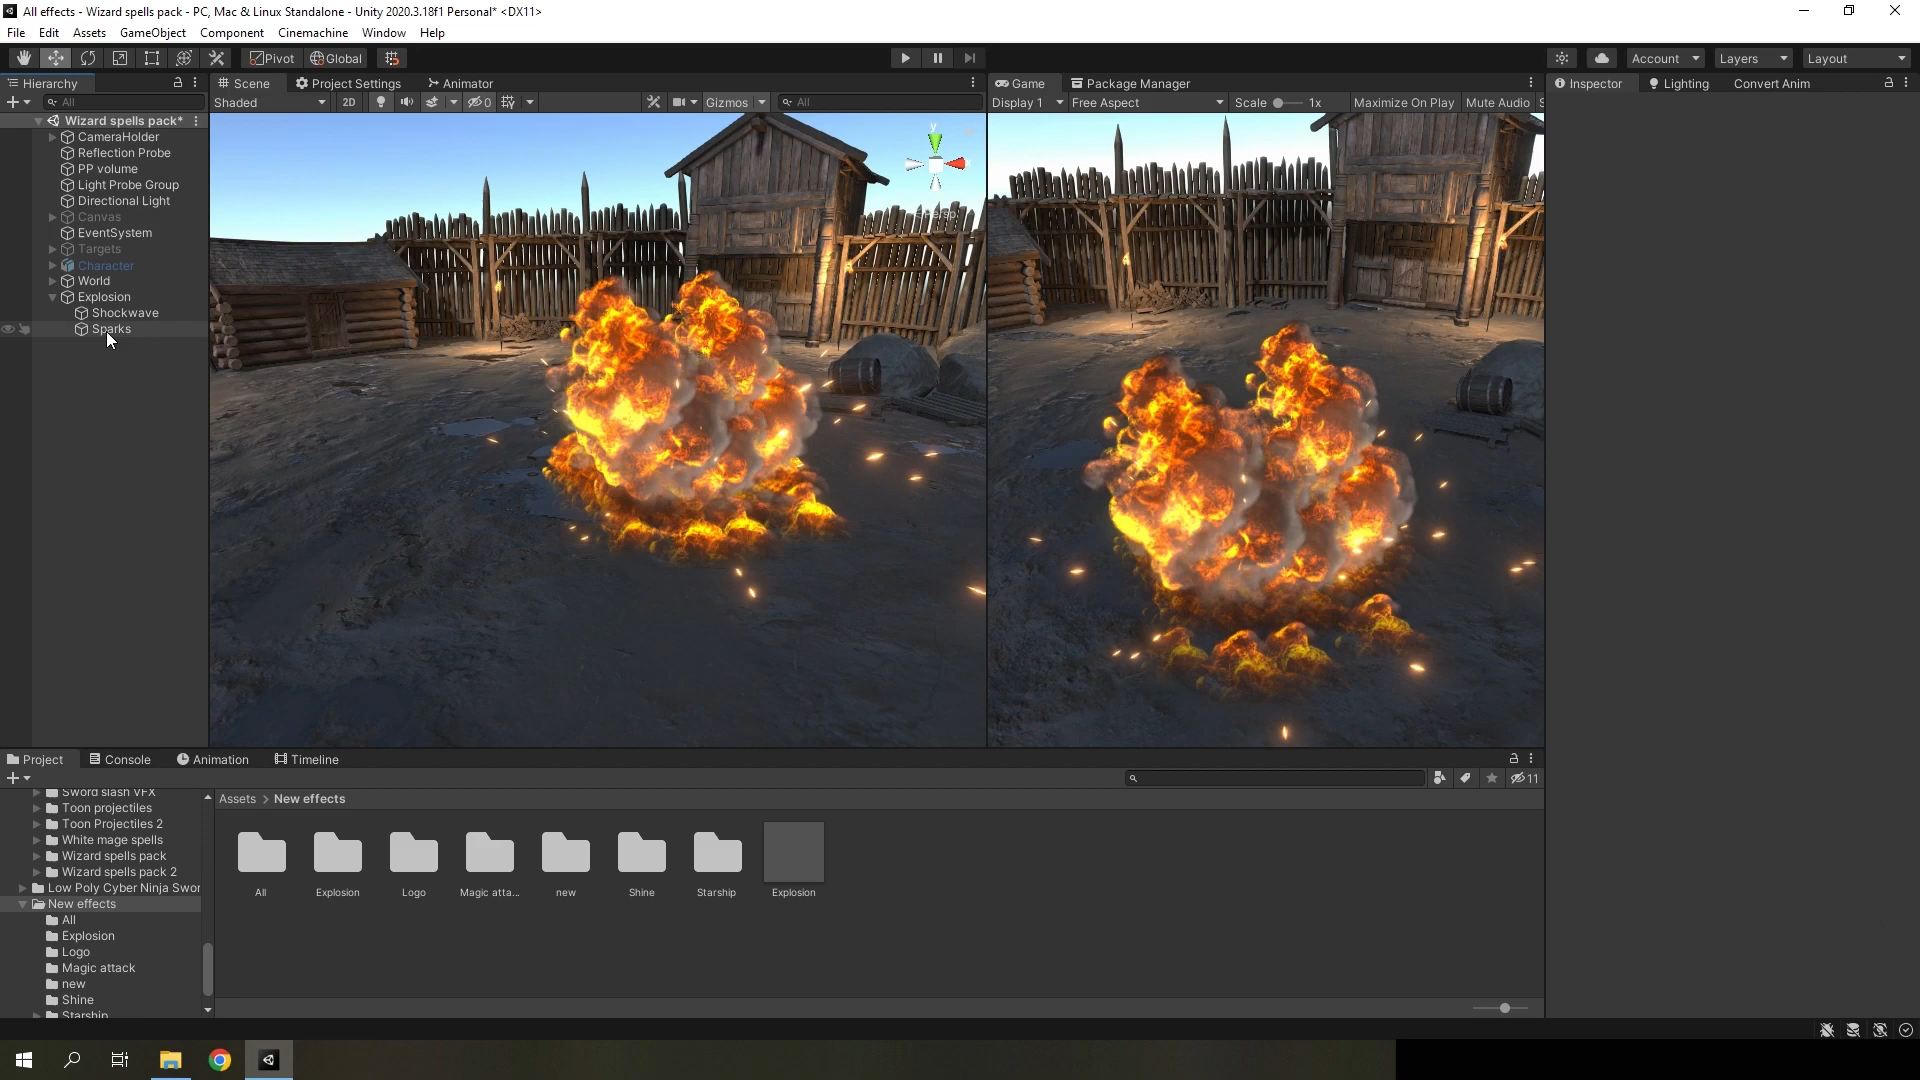 All effects - Wizard spells pack - PC, Mac & Linux Standalone - Unity 2020.3.18f1 Personal* <DX11>
File Edit Assets GameObject Component Cinemachine Window Help
Pivot Global Account Layers Layout
Hierarchy Scene Project Settings Animator Game Package Manager Inspector Lighting Convert Anim
All Shaded 2D 0 Gizmos All Display 1 Free Aspect Scale 1x Maximize On Play Mute Audio S
Wizard spells pack*
CameraHolder
Reflection Probe
PP volume
Light Probe Group
Directional Light
Canvas
EventSystem
Targets
Character
World
Explosion
Shockwave
Sparks
y
Persp
Project Console Animation Timeline
11
Sword slash VFX
Toon projectiles
Toon Projectiles 2
White mage spells
Wizard spells pack
Wizard spells pack 2
Low Poly Cyber Ninja Swor
New effects
All
Explosion
Logo
Magic attack
new
Shine
Starship
Assets > New effects
All Explosion Logo Magic atta... new Shine Starship Explosion